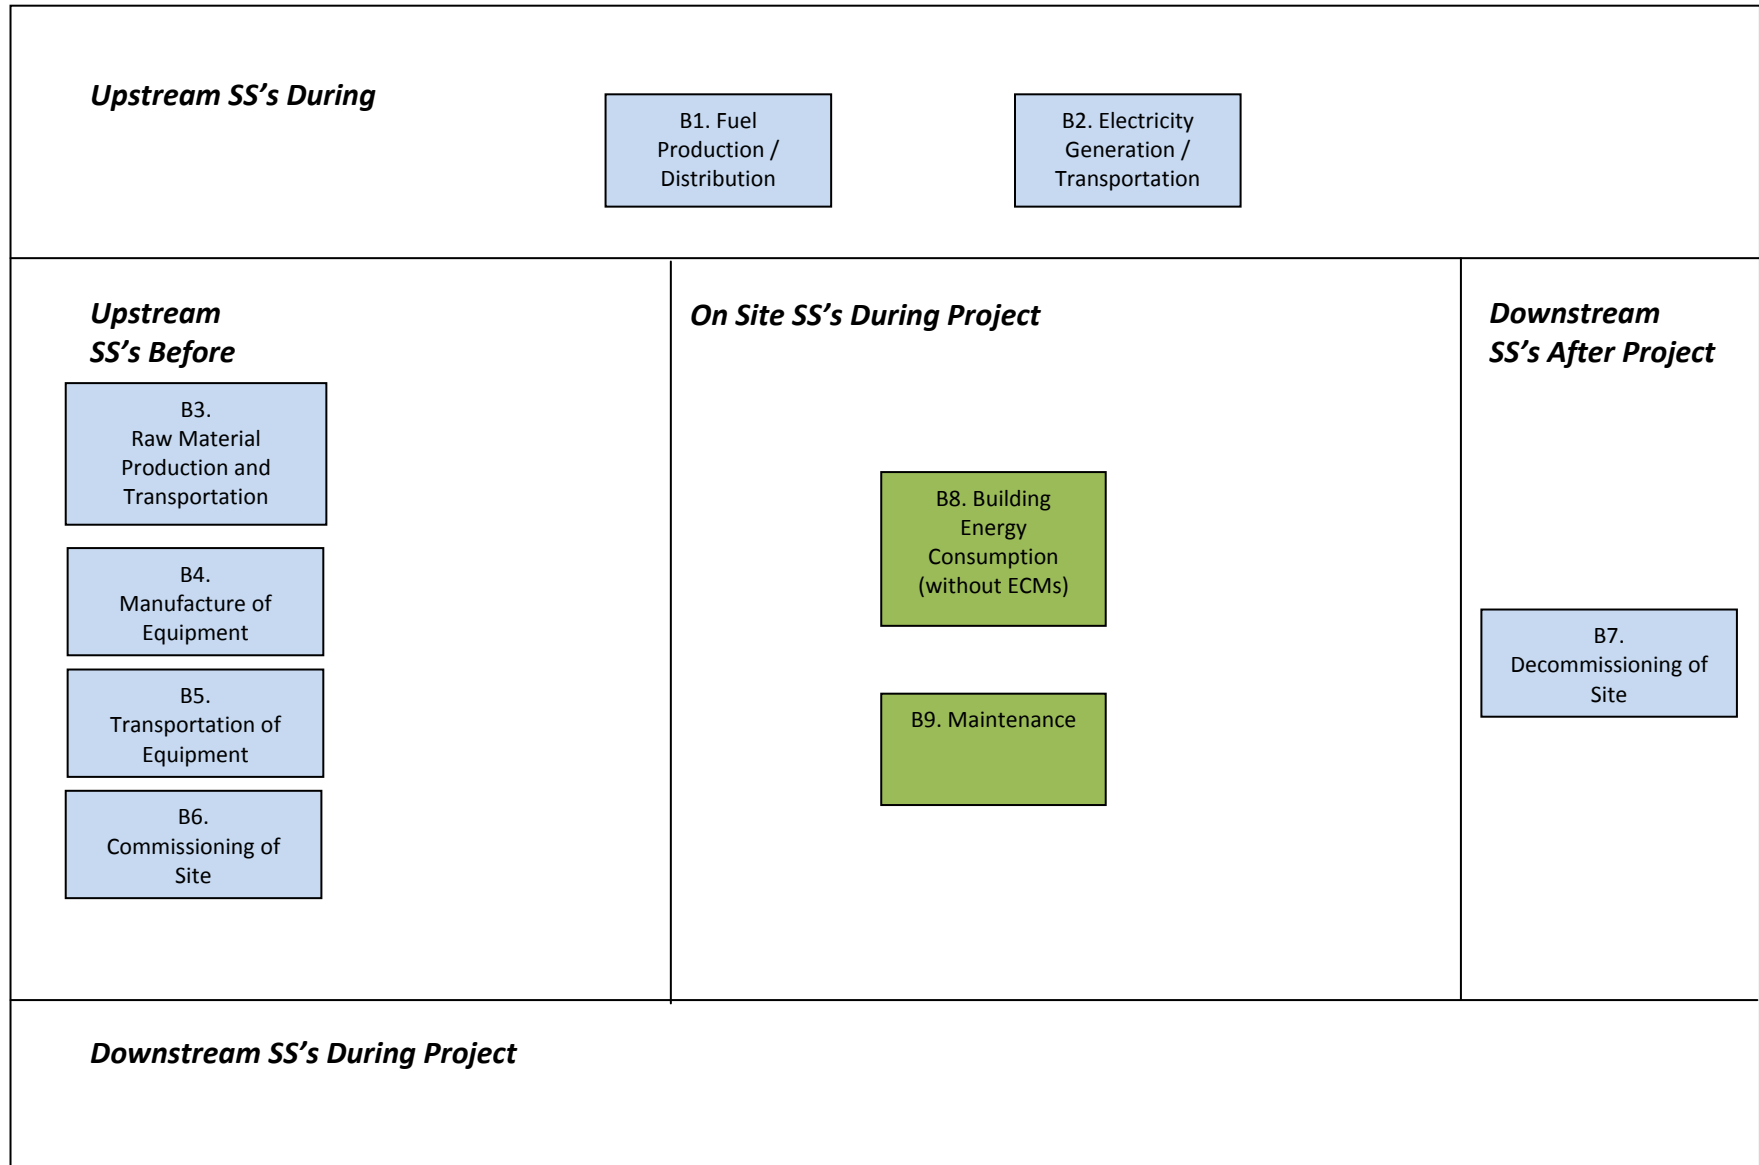 Upstream SS’s During
B1. Fuel
Production /
Distribution
B2. Electricity
Generation /
Transportation
Upstream
SS’s Before
B3.
Raw Material
Production and
Transportation
B4.
Manufacture of
Equipment
B5.
Transportation of
Equipment
B6.
Commissioning of
Site
On Site SS’s During Project
B8. Building
Energy
Consumption
(without ECMs)
B9. Maintenance
Downstream
SS’s After Project
B7.
Decommissioning of
Site
Downstream SS’s During Project